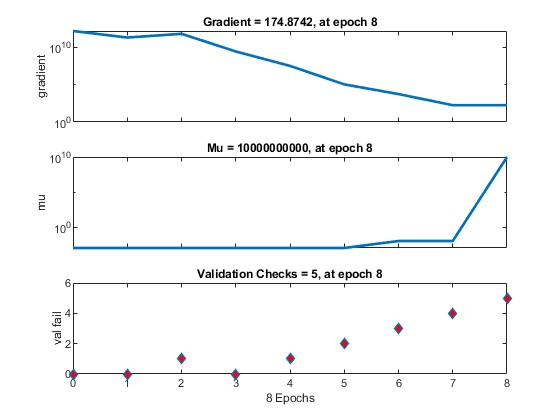 Gradient = 174.8742, at epoch 8
10^10
10^0
gradient
Mu = 10000000000, at epoch 8
10^10
10^0
mu
Validation Checks = 5, at epoch 8
6
4
2
0
val fail
0 1 2 3 4 5 6 7 8
8 Epochs